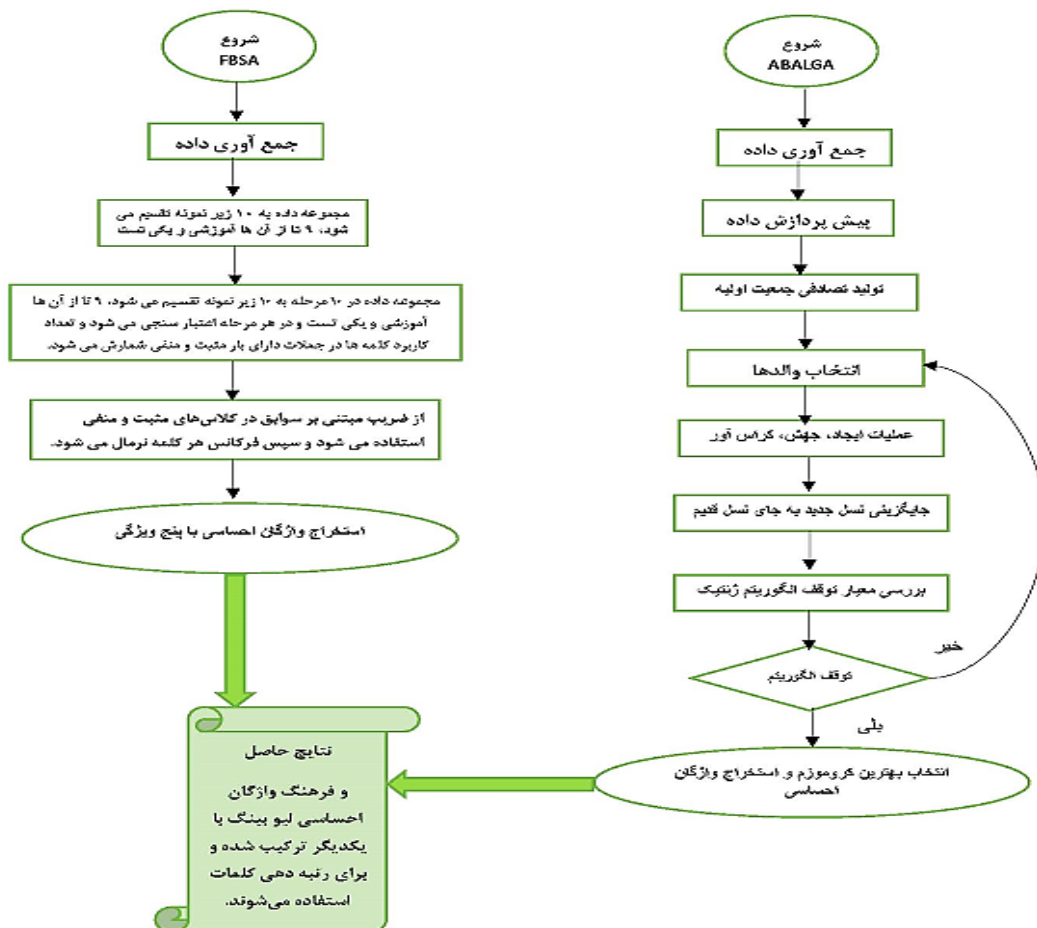 شروع
ABALGA
جمع آوری داده
پیش پردازش داده
تولید تصادفی جمعیت اولیه
انتخاب والدها
عملیات ایجاد، جهش، کراس آور
جایگزینی نسل جدید به جای نسل قدیم
بررسی معیار توقف الگوریتم ژنتیک
توقف الگوریتم
خیر
بلی
انتخاب بهترین کروموزم و استخراج واژگان
احساسی
شروع
FBSA
جمع آوری داده
مجموعه داده به ۱۰ زیر نمونه تقسیم می
شود، ۹ تا از آن ها آموزشی و یکی تست
مجموعه داده در ۱۰ مرحله به ۱۰ زیر نمونه تقسیم می شود، ۹ تا از آن ها
آموزشی و یکی تست و در هر مرحله اعتبار سنجی می شود و تعداد
کاربرد کلمه ها در جملات دارای بار مثبت و منفی شمارش می شود.
از ضریب مبتنی بر سوابق در کلاس‌های مثبت و منفی
استفاده می شود و سپس فرکانس هر کلمه نرمال می شود.
استخراج واژگان احساسی با پنج ویژگی
نتایج حاصل
و فرهنگ واژگان
احساسی لیو بینگ با
یکدیگر ترکیب شده و
برای رتبه دهی کلمات
استفاده می‌شوند.